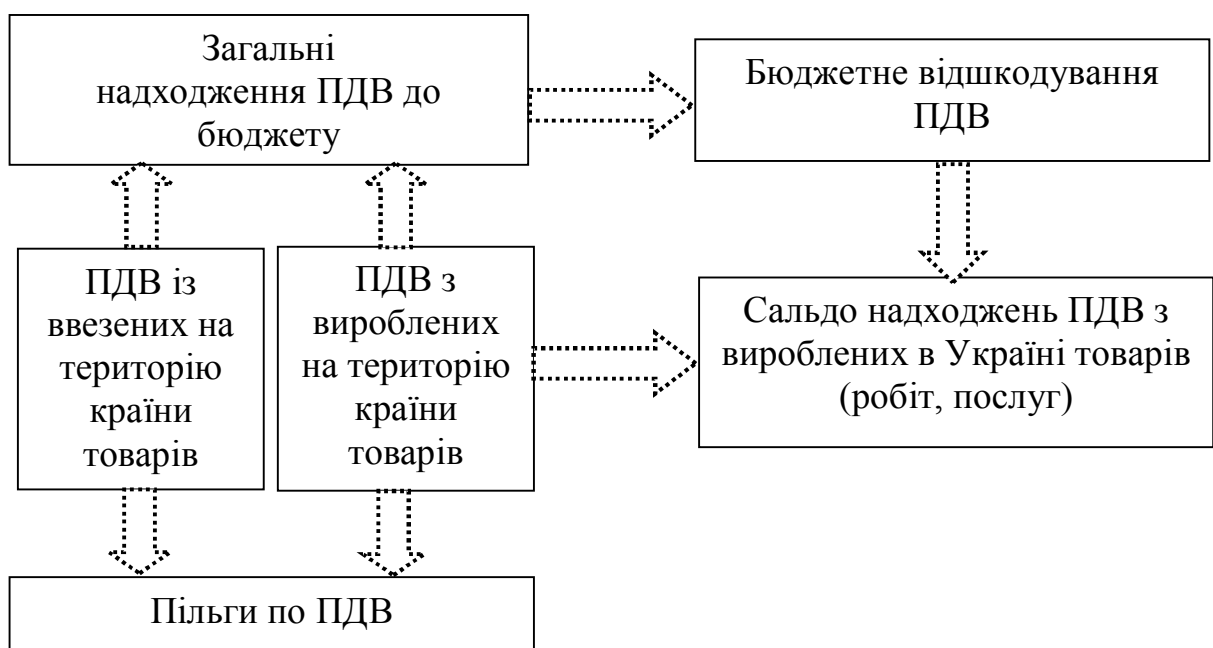 Загальні
надходження ПДВ до
бюджету
Бюджетне відшкодування
ПДВ
ПДВ із
ввезених на
територію
країни
товарів
ПДВ з
вироблених
на територію
країни
товарів
Сальдо надходжень ПДВ з
вироблених в Україні товарів
(робіт, послуг)
Пільги по ПДВ